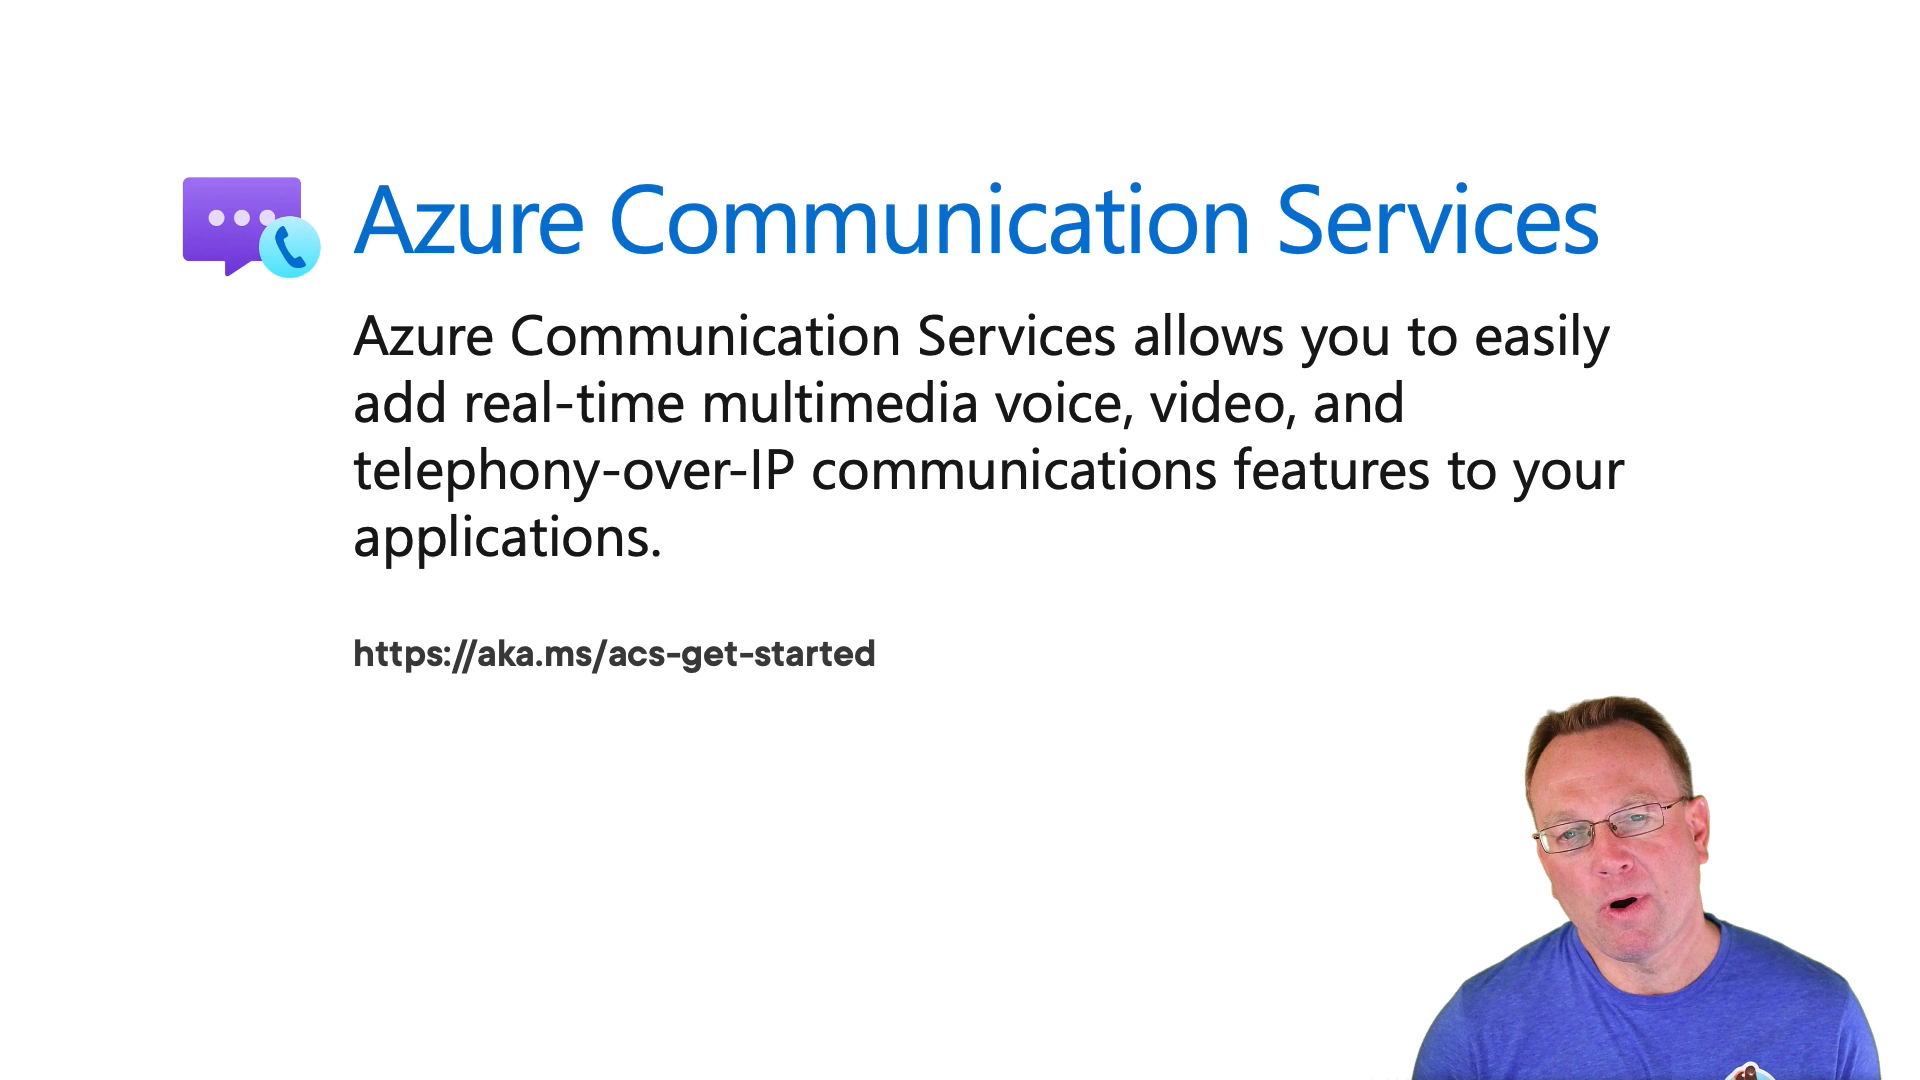 Azure Communication Services
Azure Communication Services allows you to easily
add real-time multimedia voice, video, and
telephony-over-IP communications features to your
applications.
https://aka.ms/acs-get-started